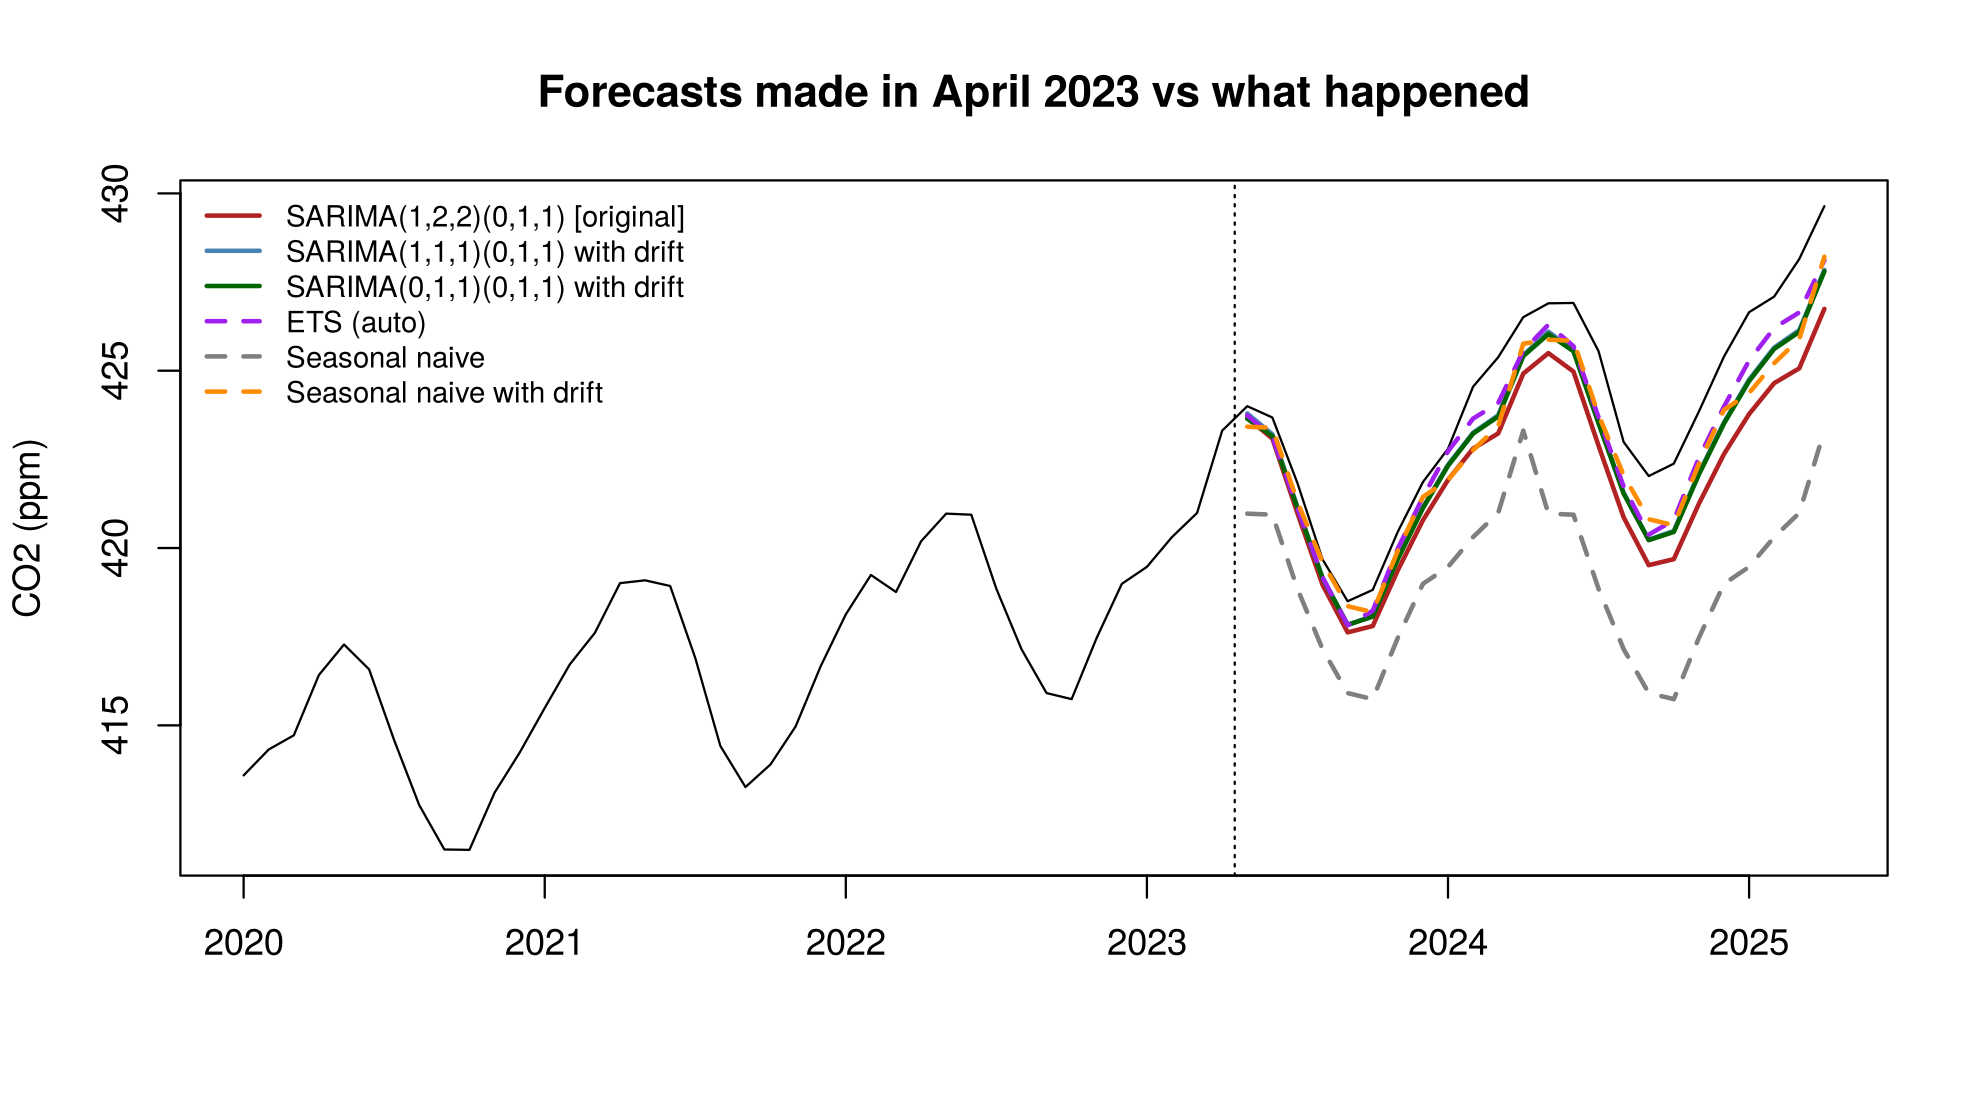 Forecasts made in April 2023 vs what happened
430
425
420
415
CO2 (ppm)
SARIMA(1,2,2)(0,1,1) [original]
SARIMA(1,1,1)(0,1,1) with drift
SARIMA(0,1,1)(0,1,1) with drift
ETS (auto)
Seasonal naive
Seasonal naive with drift
2020 2021 2022 2023 2024 2025